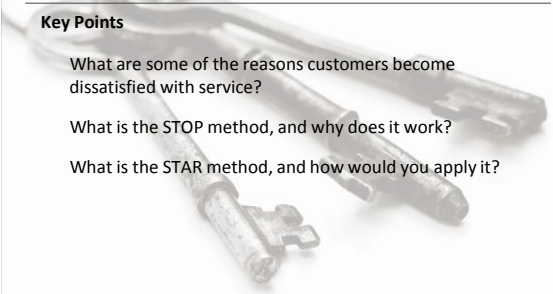 Key Points
What are some of the reasons customers become
dissatisfied with service?
What is the STOP method, and why does it work?
What is the STAR method, and how would you apply it?